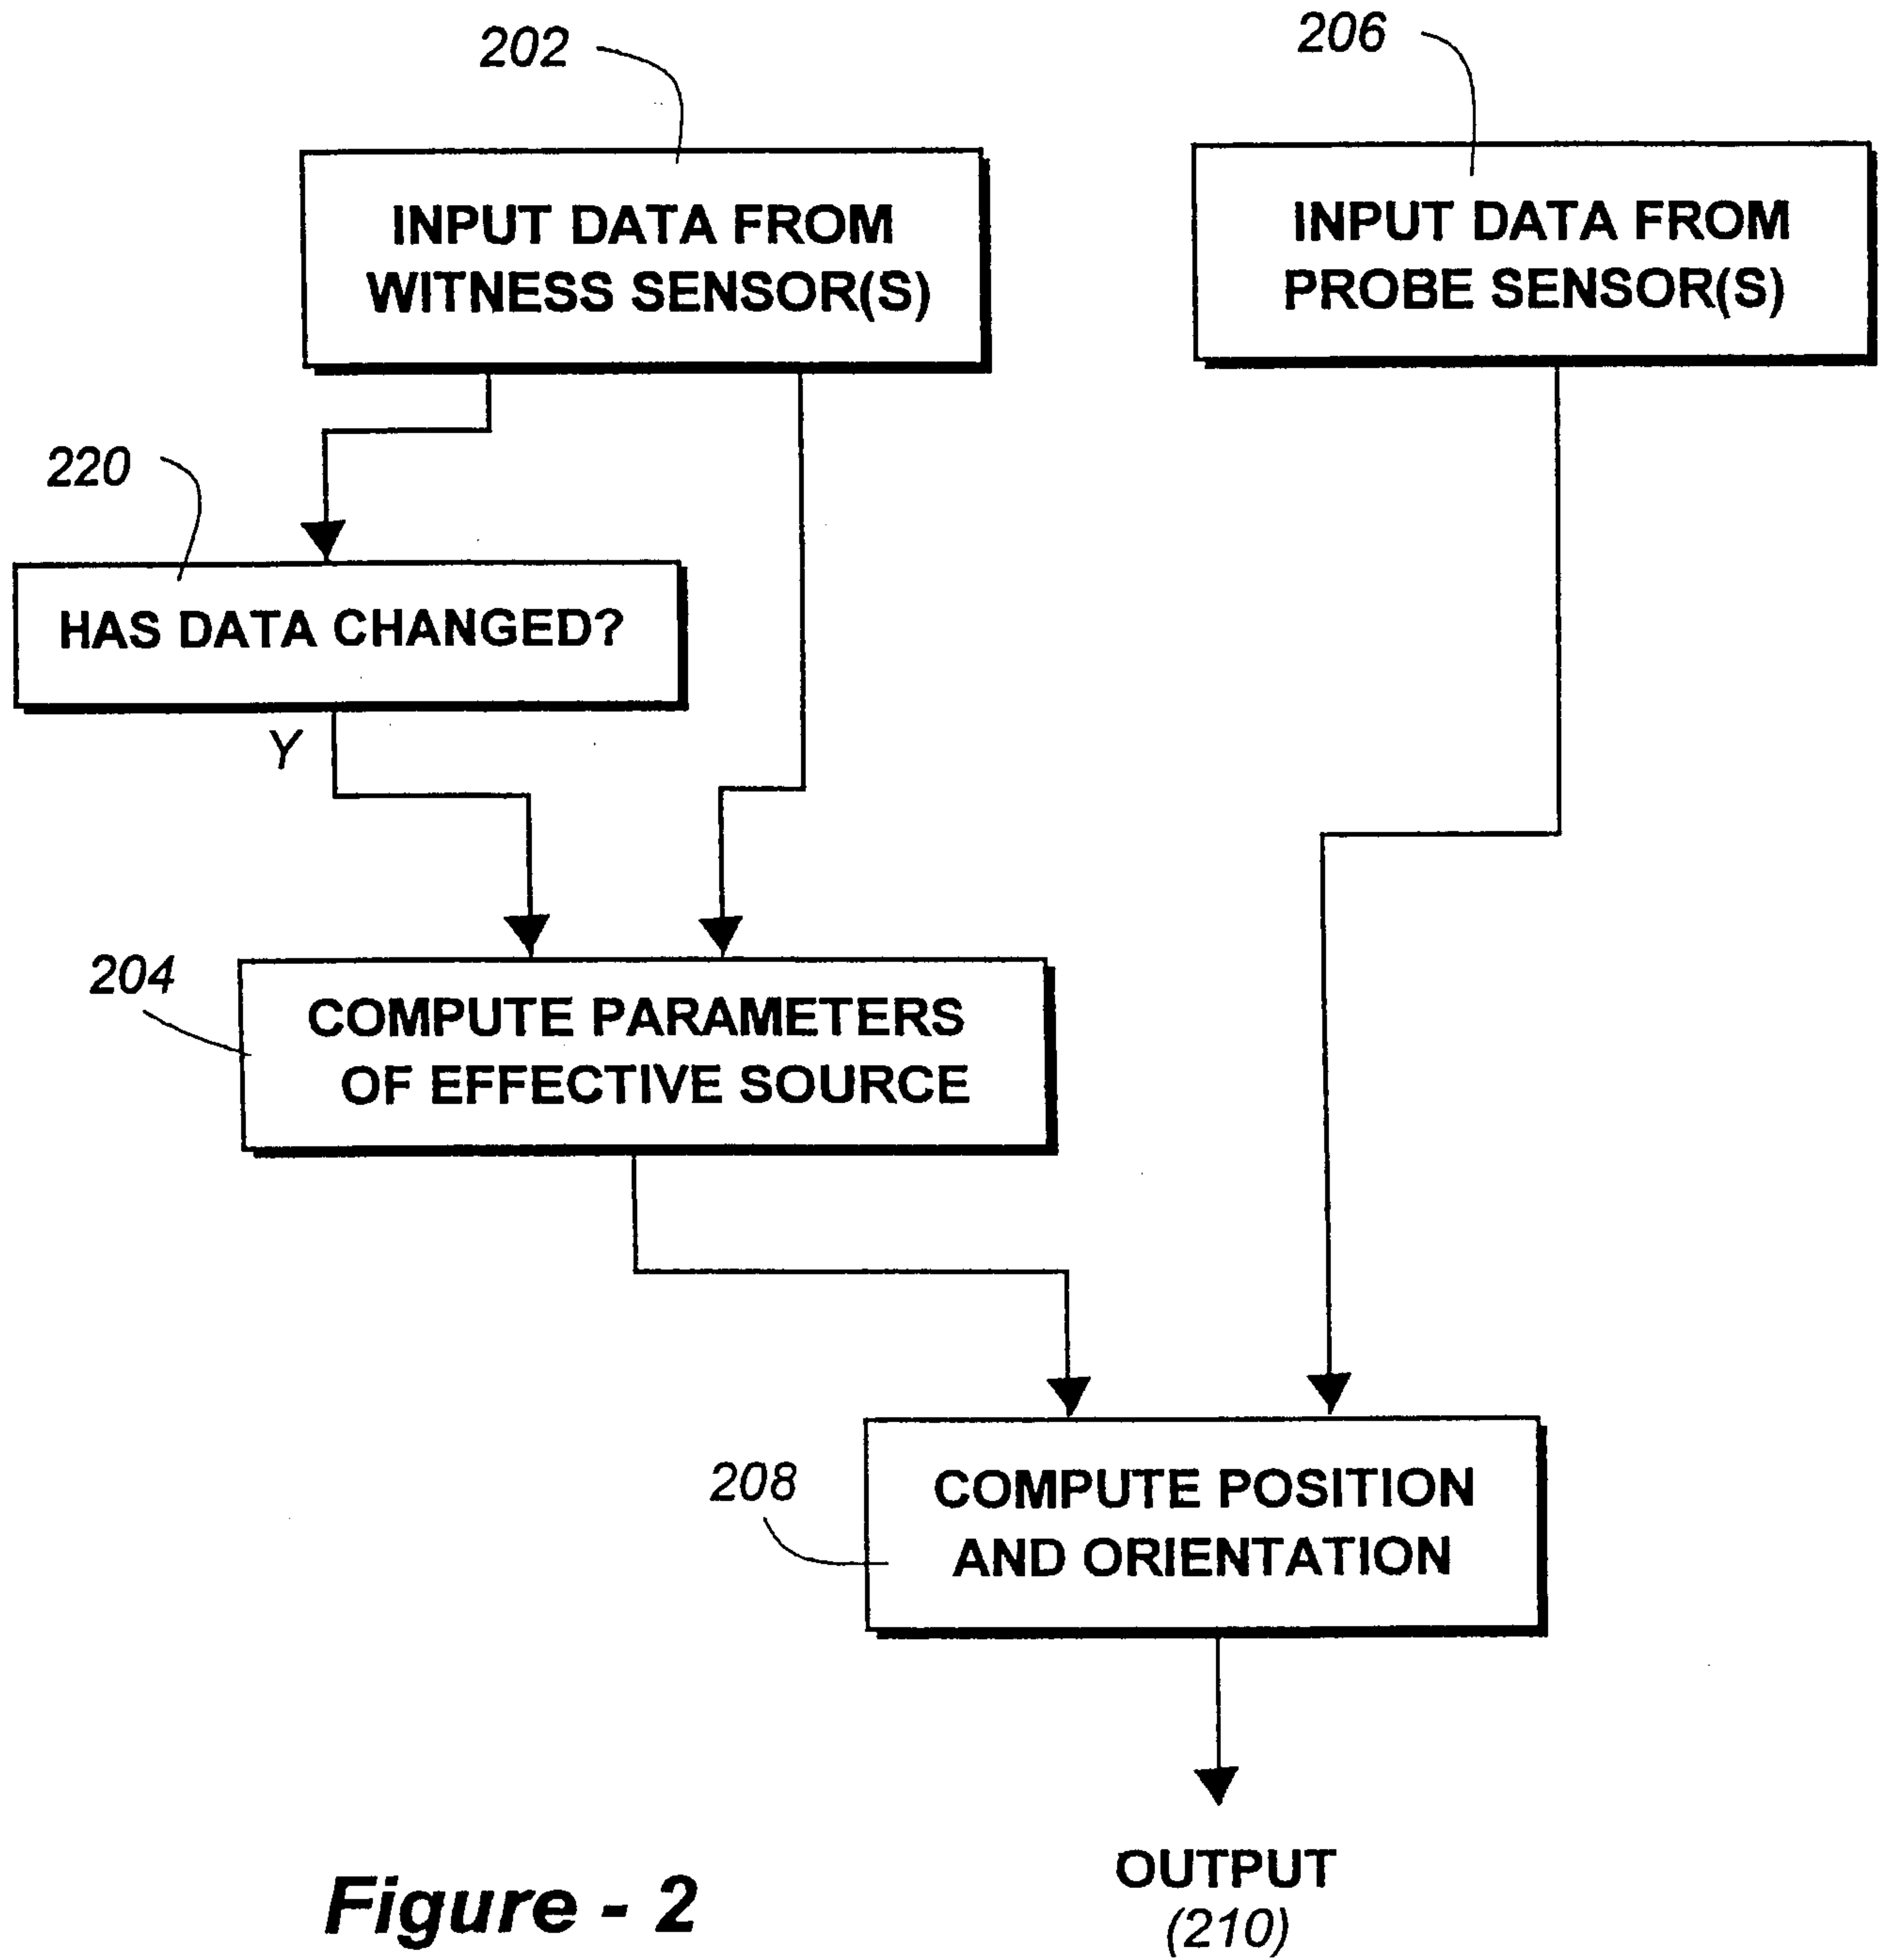 202
206
INPUT DATA FROM
WITNESS SENSOR(S)
INPUT DATA FROM
PROBE SENSOR(S)
220
HAS DATA CHANGED?
Y
204
COMPUTE PARAMETERS
OF EFFECTIVE SOURCE
208
COMPUTE POSITION
AND ORIENTATION
OUTPUT
(210)
Figure - 2